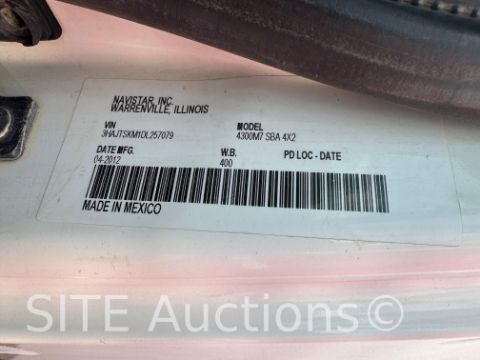 NAVISTAR, INC.
WARRENVILLE, ILLINOIS
VIN MODEL
3HAJTSKM1DL257079 4300M7 SBA 4X2
DATE MFG. W.B. PD LOC - DATE
04-2012 400
MADE IN MEXICO
SITE Auctions.com®